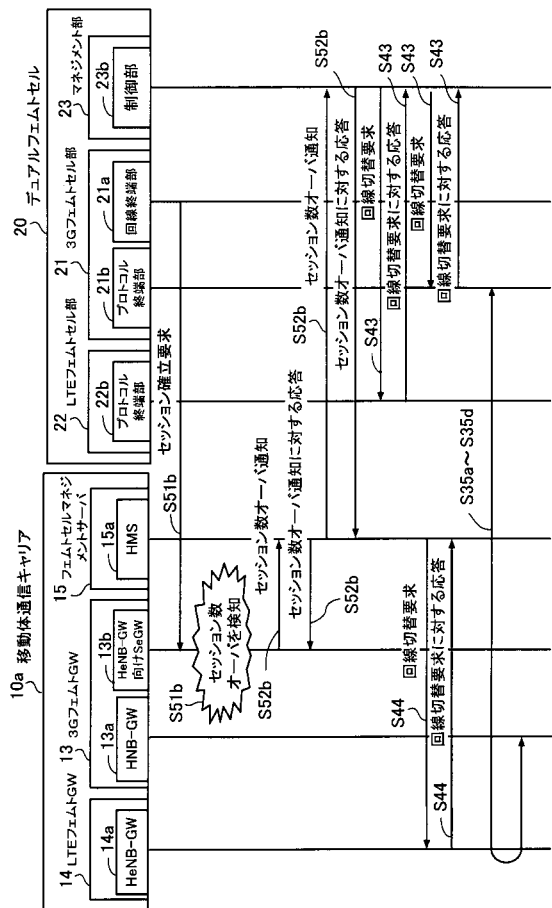 10a 移動体通信キャリア
14 LTEフェムトGW
14a
HeNB-GW
13 3GフェムトGW
13a
HNB-GW
13b
HeNB-GW
向けSeGW
15 フェムトセルマネジ
メントサーバ
15a
HMS
20 デュアルフェムトセル
22 LTEフェムトセル部
22b
プロトコル
終端部
21 3Gフェムトセル部
21b
プロトコル
終端部
21a
回線終端部
23 マネジメント部
23b
制御部
セッション確立要求
S51b
セッション数
オーバを検知
S51b
セッション数オーバ通知
S52b
セッション数オーバ通知に対する応答
S52b
セッション数オーバ通知
S52b
セッション数オーバ通知に対する応答
S52b
回線切替要求
S43
回線切替要求に対する応答
S43
回線切替要求
S43
回線切替要求に対する応答
S43
回線切替要求
S44
回線切替要求に対する応答
S44
S35a～S35d